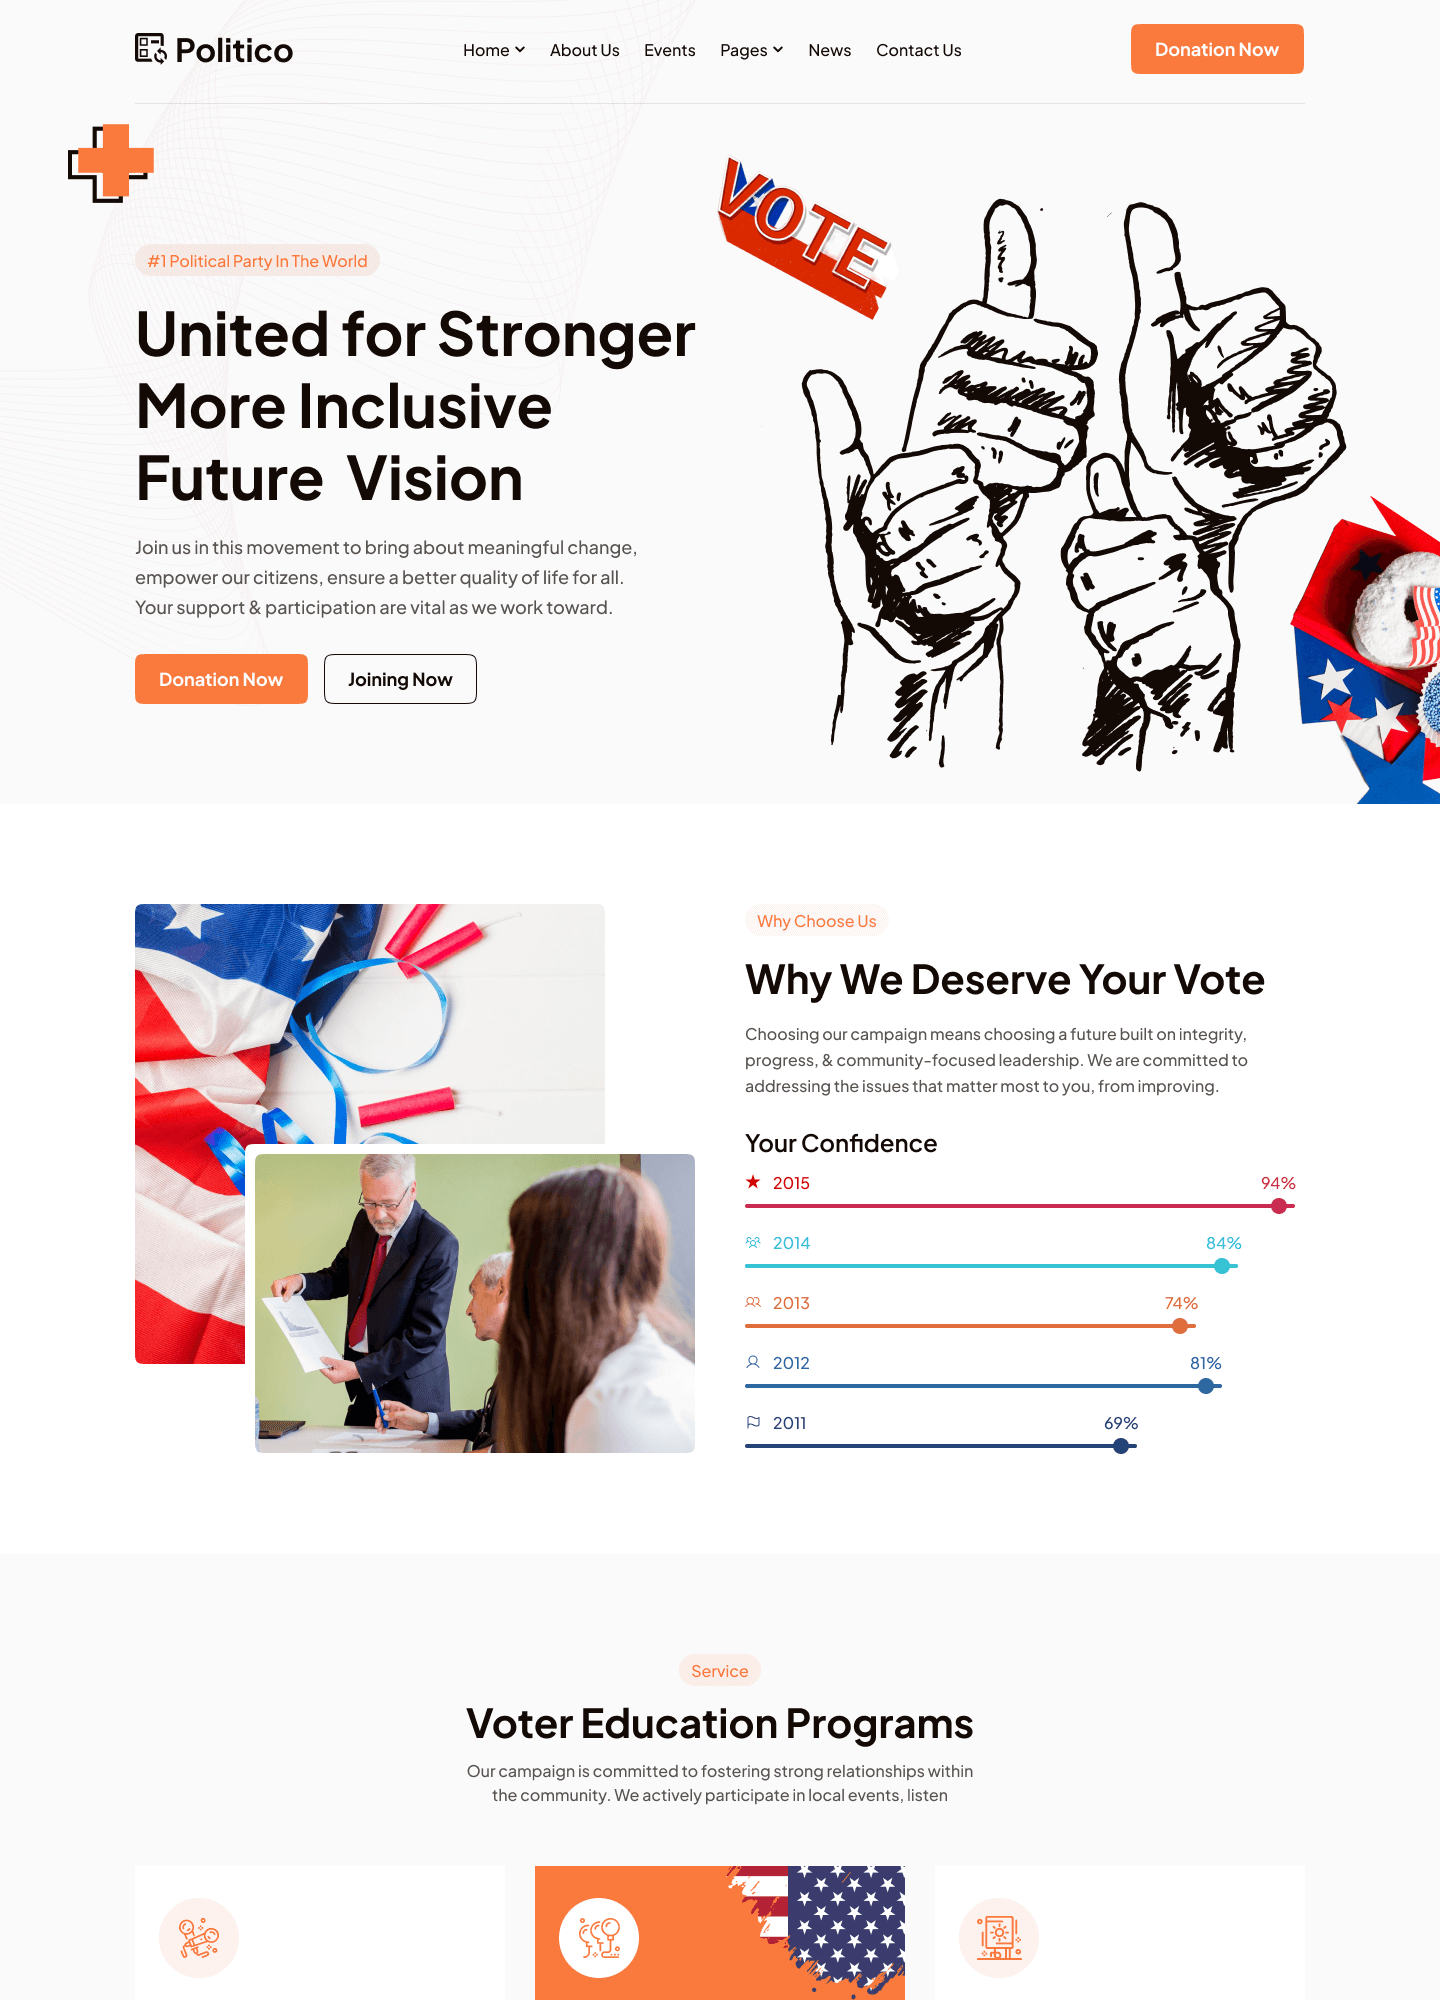 Politico
Home
About Us
Events
Pages
News
Contact Us
Donation Now
VOTE
#1 Political Party In The World
United for Stronger
More Inclusive
Future Vision
Join us in this movement to bring about meaningful change,
empower our citizens, ensure a better quality of life for all.
Your support & participation are vital as we work toward.
Donation Now
Joining Now
Why Choose Us
Why We Deserve Your Vote
Choosing our campaign means choosing a future built on integrity,
progress, & community-focused leadership. We are committed to
addressing the issues that matter most to you, from improving.
Your Confidence
2015 94%
2014 84%
2013 74%
2012 81%
2011 69%
Service
Voter Education Programs
Our campaign is committed to fostering strong relationships within
the community. We actively participate in local events, listen